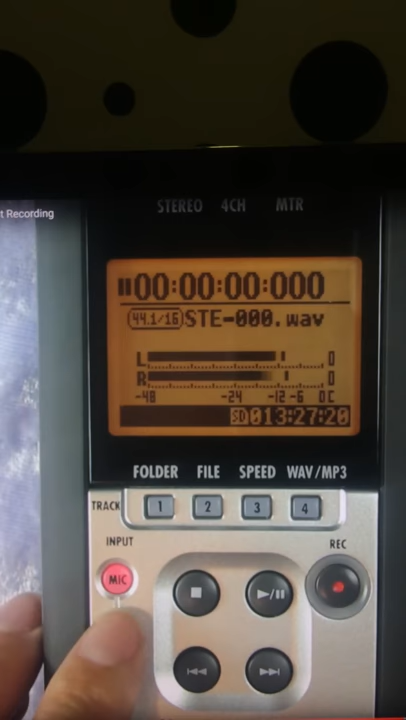 t Recording
STEREO 4CH MTR
00:00:00:000
44.1/16 STE-000.wav
L 0
R 0
-48 -24 -12 -6 0 C
SD 013:27:20
FOLDER FILE SPEED WAV/MP3
TRACK 1 2 3 4
INPUT REC
MIC